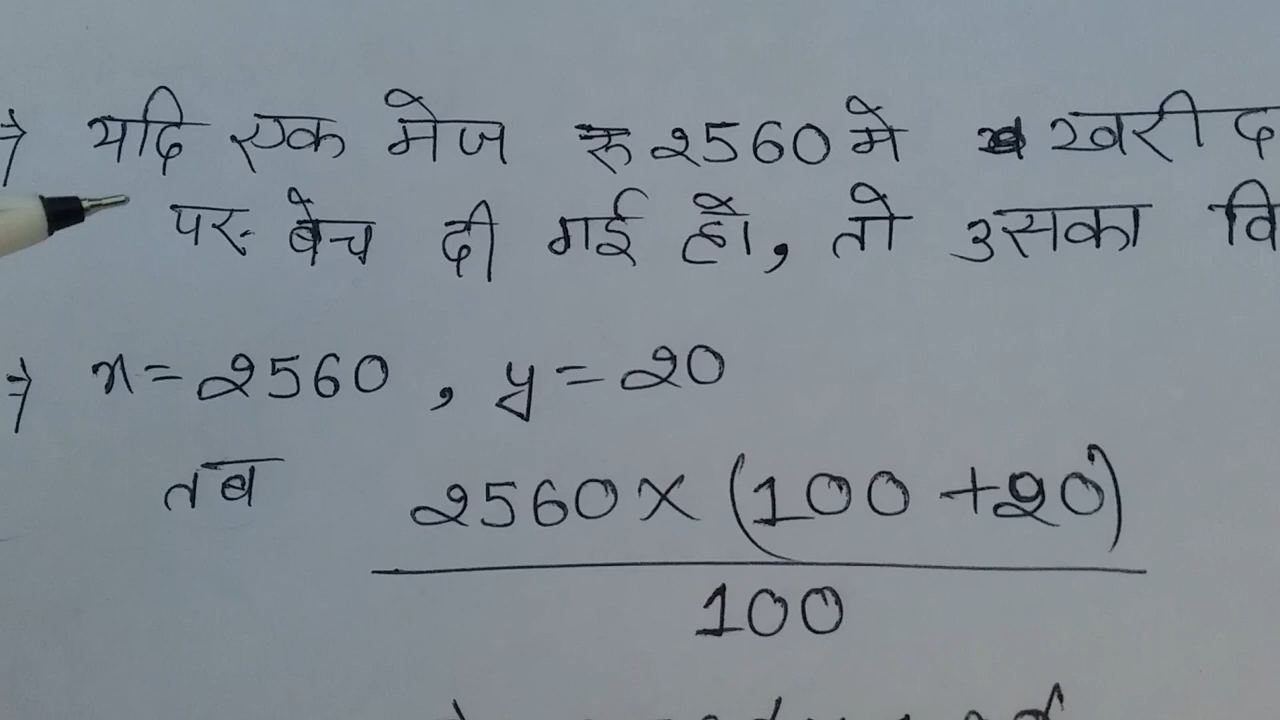 ⇒ यदि एक मेज रु 2560 मे खरीद
पर बेच दी गई हो, तो उसका वि
⇒ x = 2560 , y = 20
तब 2560 × (100 + 20)
100